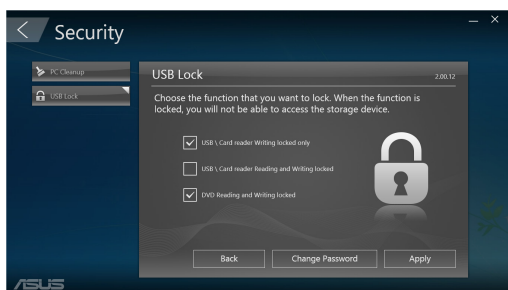 Security
PC Cleanup
USB Lock
USB Lock
2.00.12
Choose the function that you want to lock. When the function is
locked, you will not be able to access the storage device.
USB \ Card reader Writing locked only
USB \ Card reader Reading and Writing locked
DVD Reading and Writing locked
Back
Change Password
Apply
ASUS